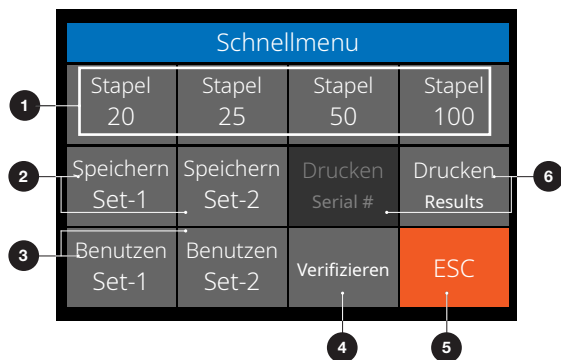 Schnellmenu
1
Stapel
20
Stapel
25
Stapel
50
Stapel
100
2
Speichern
Set-1
Speichern
Set-2
Drucken
Serial #
Drucken
Results
6
3
Benutzen
Set-1
Benutzen
Set-2
Verifizieren
ESC
4
5